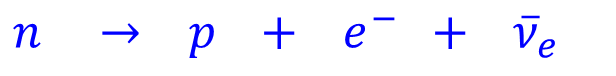 n → p + e⁻ + ν̄ₑ